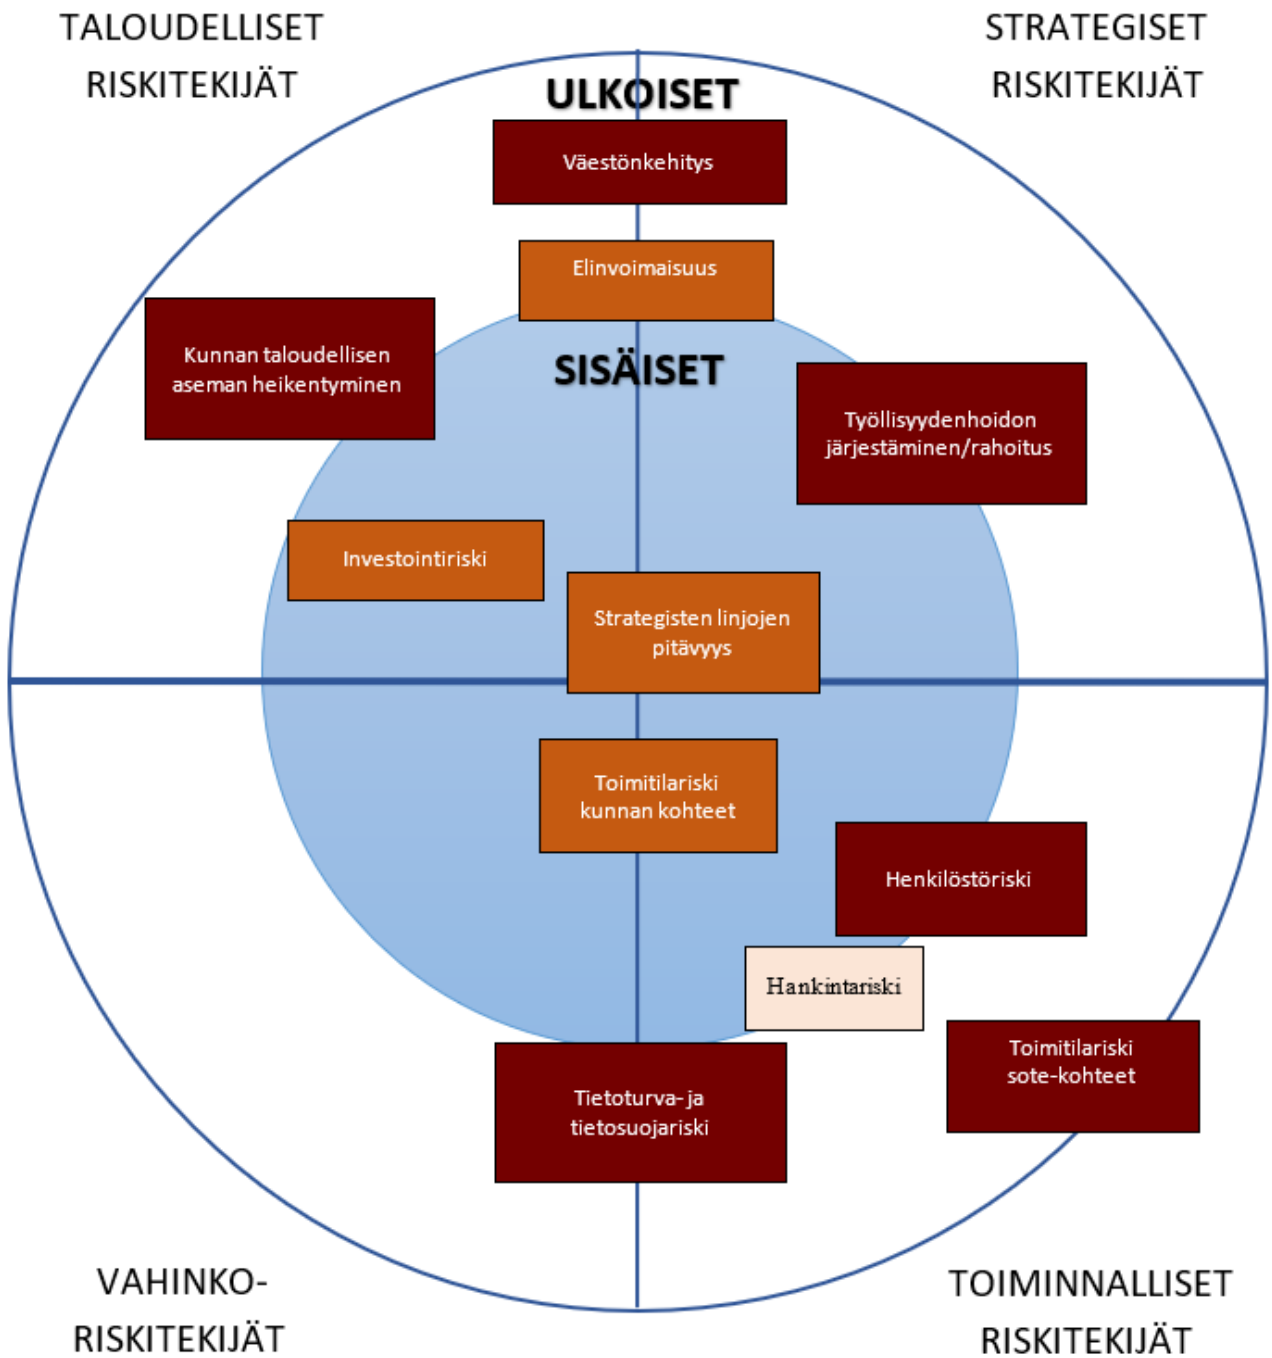 TALOUDELLISET
RISKITEKIJÄT
STRATEGISET
RISKITEKIJÄT
ULKOISET
Väestönkehitys
Elinvoimaisuus
Kunnan taloudellisen
aseman heikentyminen
SISÄISET
Työllisyydenhoidon
järjestäminen/rahoitus
Investointiriski
Strategisten linjojen
pitävyys
Toimitilariski
kunnan kohteet
Henkilöstöriski
Hankintariski
Toimitilariski
sote-kohteet
Tietoturva- ja
tietosuojariski
VAHINKO-
RISKITEKIJÄT
TOIMINNALLISET
RISKITEKIJÄT